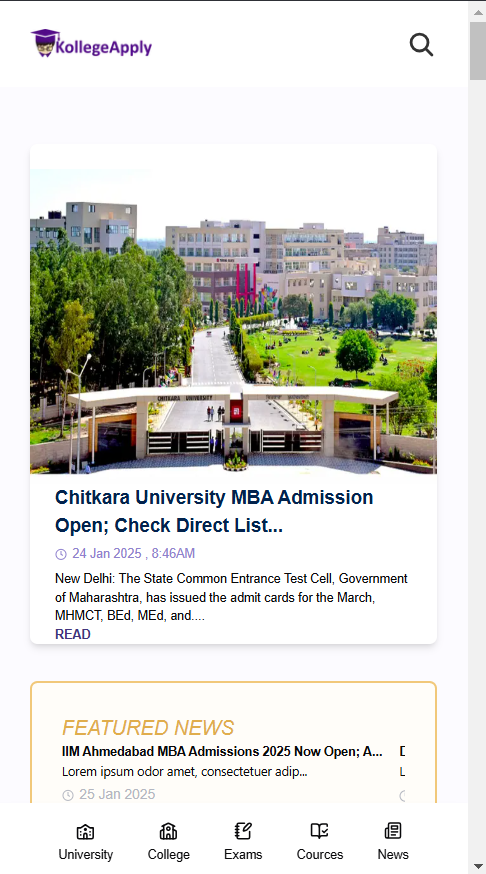 KollegeApply
CHITKARA UNIVERSITY
Chitkara University MBA Admission
Open; Check Direct List...
24 Jan 2025 , 8:46AM
New Delhi: The State Common Entrance Test Cell, Government
of Maharashtra, has issued the admit cards for the March,
MHMCT, BEd, MEd, and....
READ
FEATURED NEWS
IIM Ahmedabad MBA Admissions 2025 Now Open; A...
Lorem ipsum odor amet, consectetuer adip...
25 Jan 2025
University College Exams Cources News